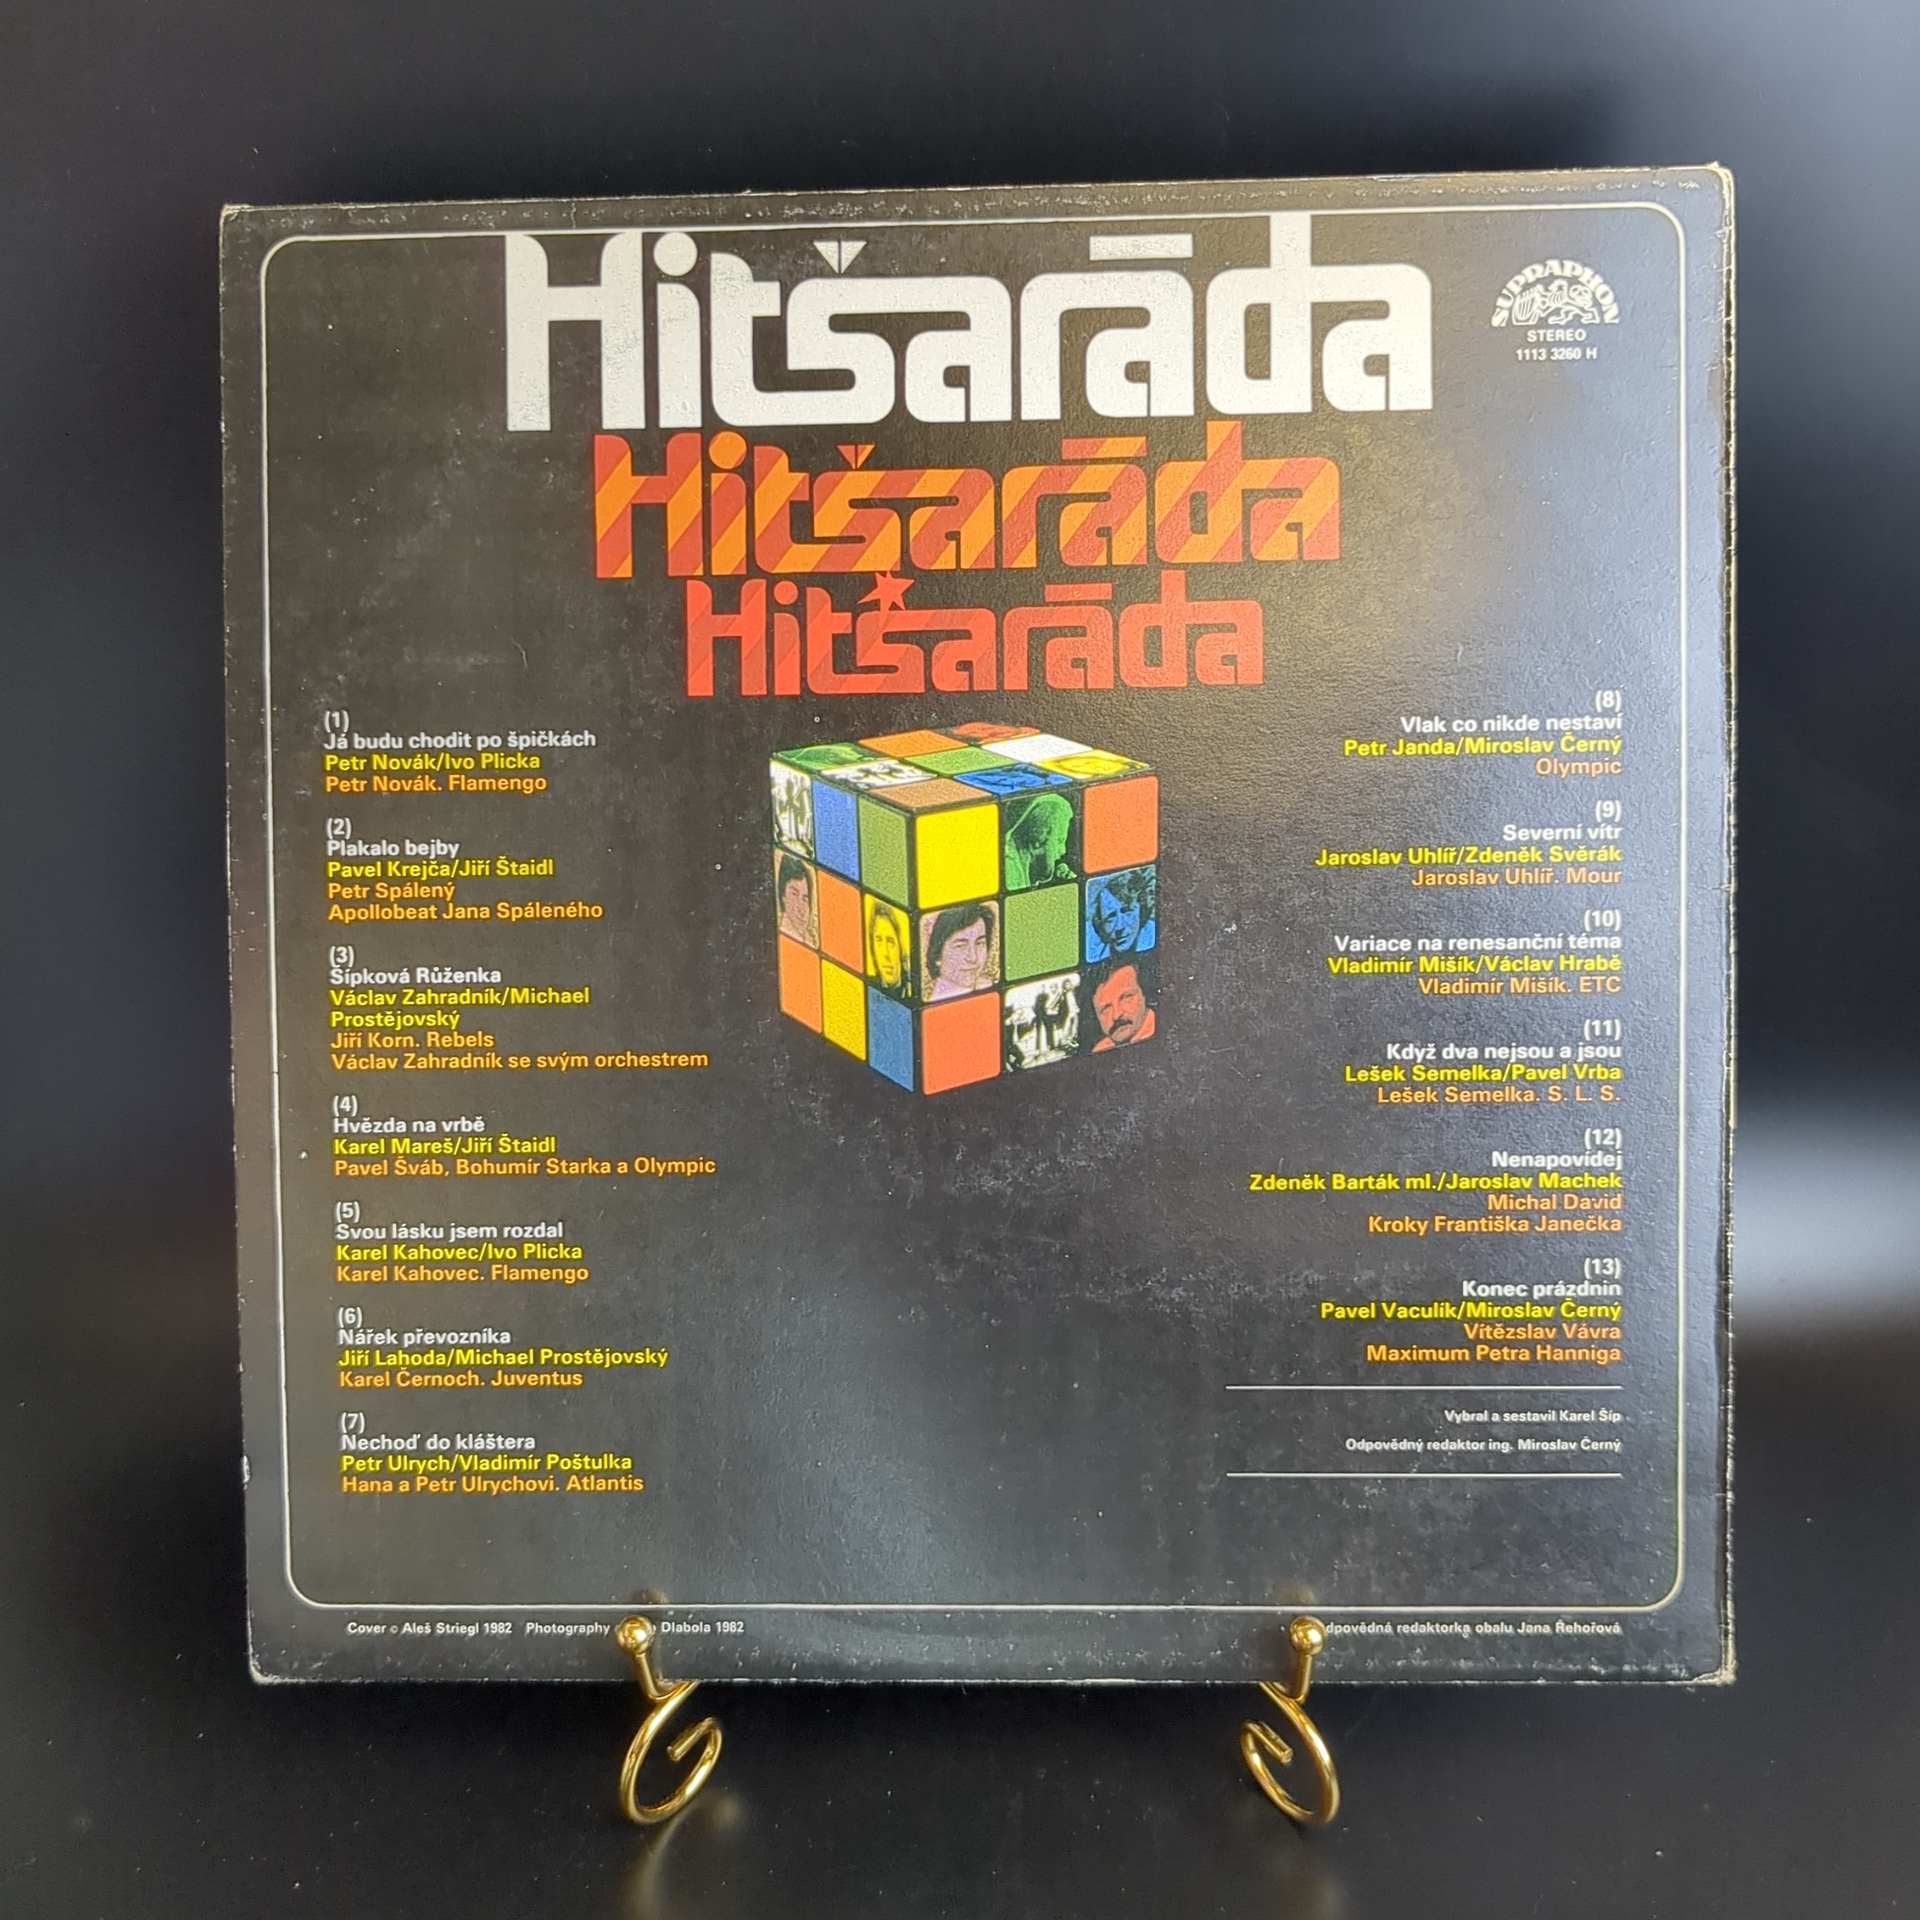 Hitšaráda
Hitšaráda
Hitšaráda
SUPRAPHON
STEREO
1113 3260 H
(1)
Já budu chodit po špičkách
Petr Novák/Ivo Plicka
Petr Novák. Flamengo
(2)
Plakalo bejby
Pavel Krejča/Jiří Štaidl
Petr Spálený
Apollobeat Jana Spáleného
(3)
Šípková Růženka
Václav Zahradník/Michael
Prostějovský
Jiří Korn. Rebels
Václav Zahradník se svým orchestrem
(4)
Hvězda na vrbě
Karel Mareš/Jiří Štaidl
Pavel Šváb, Bohumír Starka a Olympic
(5)
Svou lásku jsem rozdal
Karel Kahovec/Ivo Plicka
Karel Kahovec. Flamengo
(6)
Nářek převozníka
Jiří Lahoda/Michael Prostějovský
Karel Černoch. Juventus
(7)
Nechoď do kláštera
Petr Ulrych/Vladimír Poštulka
Hana a Petr Ulrychovi. Atlantis
(8)
Vlak co nikde nestaví
Petr Janda/Miroslav Černý
Olympic
(9)
Severní vítr
Jaroslav Uhlíř/Zdeněk Svěrák
Jaroslav Uhlíř. Mour
(10)
Variace na renesanční téma
Vladimír Mišík/Václav Hrabě
Vladimír Mišík. ETC
(11)
Když dva nejsou a jsou
Lešek Semelka/Pavel Vrba
Lešek Semelka. S. L. S.
(12)
Nenapovídej
Zdeněk Barták ml./Jaroslav Machek
Michal David
Kroky Františka Janečka
(13)
Konec prázdnin
Pavel Vaculík/Miroslav Černý
Vítězslav Vávra
Maximum Petra Hanniga
Vybral a sestavil Karel Šíp
Odpovědný redaktor ing. Miroslav Černý
Cover © Aleš Striegl 1982 Photography Dlabola 1982
dpovědná redaktorka obalu Jana Řehořová